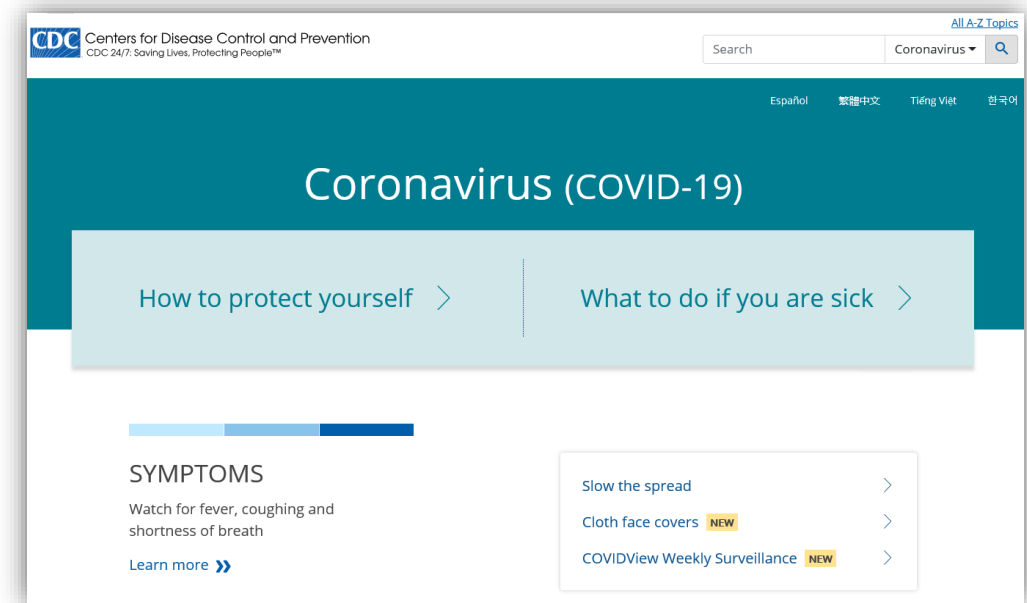 All A-Z Topics
CDC Centers for Disease Control and Prevention
CDC 24/7: Saving Lives, Protecting People™
Search
Coronavirus
Español 繁體中文 Tiếng Việt 한국어
Coronavirus (COVID-19)
How to protect yourself
What to do if you are sick
SYMPTOMS
Watch for fever, coughing and
shortness of breath
Learn more
Slow the spread
Cloth face covers NEW
COVIDView Weekly Surveillance NEW